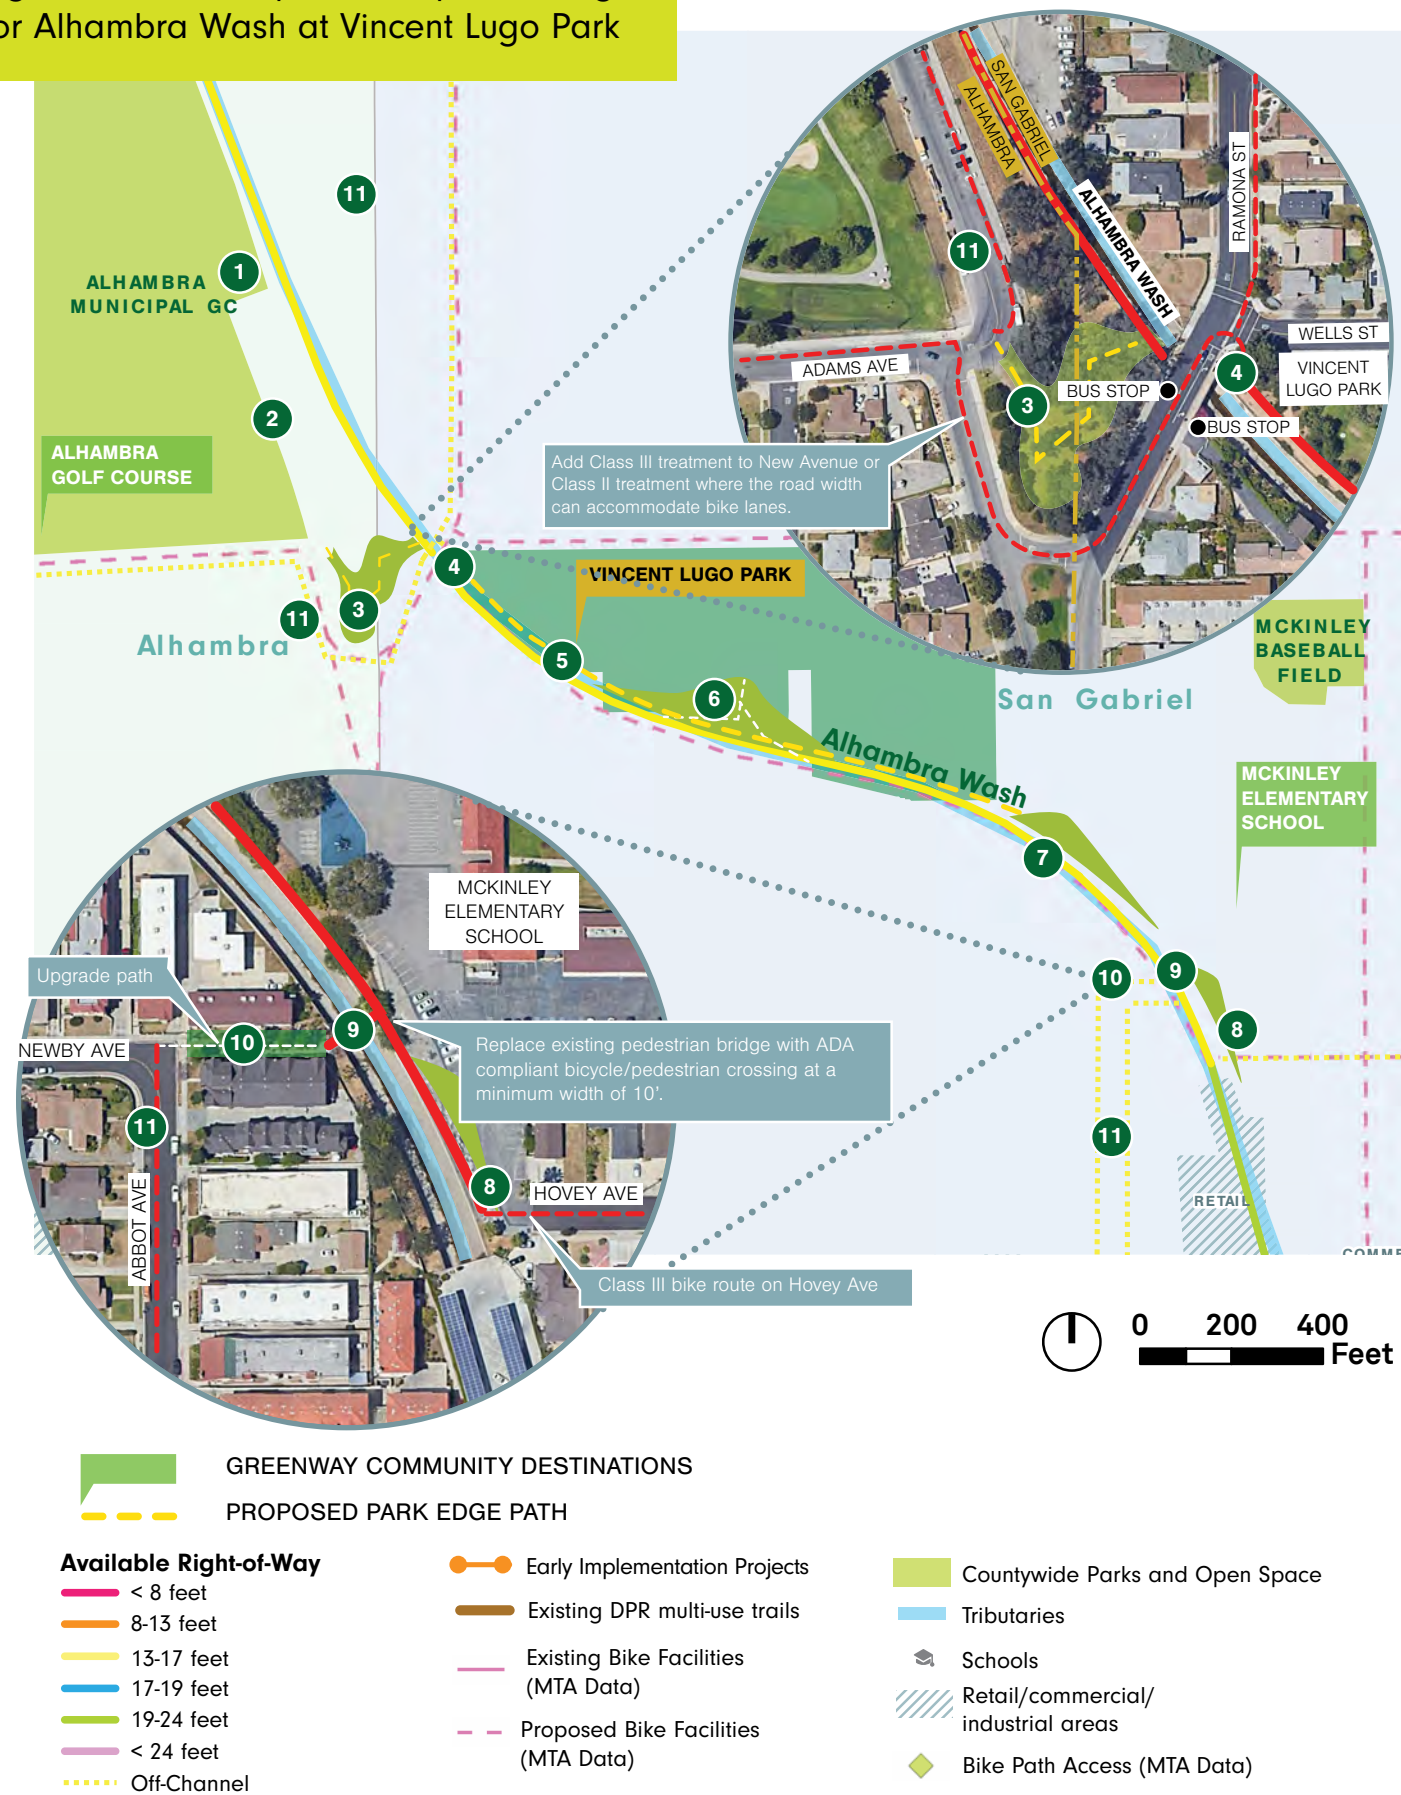 or Alhambra Wash at Vincent Lugo Park
11
1
ALHAMBRA
MUNICIPAL GC
2
ALHAMBRA
GOLF COURSE
SAN GABRIEL
ALHAMBRA
ALHAMBRA WASH
RAMONA ST
11
WELLS ST
ADAMS AVE
4
VINCENT
LUGO PARK
BUS STOP
3
BUS STOP
Add Class III treatment to New Avenue or
Class II treatment where the road width
can accommodate bike lanes.
4
VINCENT LUGO PARK
3
11
Alhambra
5
6
MCKINLEY
BASEBALL
FIELD
San Gabriel
Alhambra Wash
MCKINLEY
ELEMENTARY
SCHOOL
7
10
9
8
11
RETAIL
COMME
MCKINLEY
ELEMENTARY
SCHOOL
Upgrade path
9
10
NEWBY AVE
Replace existing pedestrian bridge with ADA
compliant bicycle/pedestrian crossing at a
minimum width of 10’.
11
8
HOVEY AVE
ABBOT AVE
Class III bike route on Hovey Ave
0 200 400
Feet
GREENWAY COMMUNITY DESTINATIONS
PROPOSED PARK EDGE PATH
Available Right-of-Way
< 8 feet
8-13 feet
13-17 feet
17-19 feet
19-24 feet
< 24 feet
Off-Channel
Early Implementation Projects
Existing DPR multi-use trails
Existing Bike Facilities
(MTA Data)
Proposed Bike Facilities
(MTA Data)
Countywide Parks and Open Space
Tributaries
Schools
Retail/commercial/
industrial areas
Bike Path Access (MTA Data)